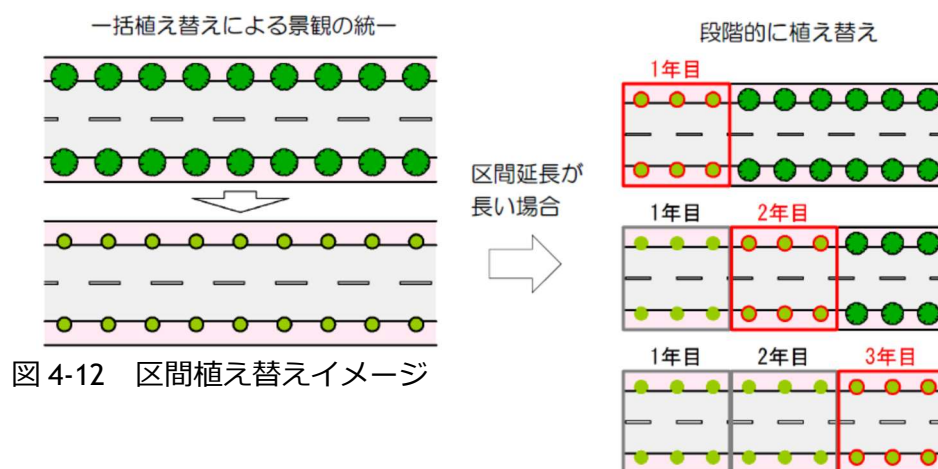 一括植え替えによる景観の統一
段階的に植え替え
1年目
区間延長が
長い場合
1年目 2年目
1年目 2年目 3年目
図 4-12 区間植え替えイメージ